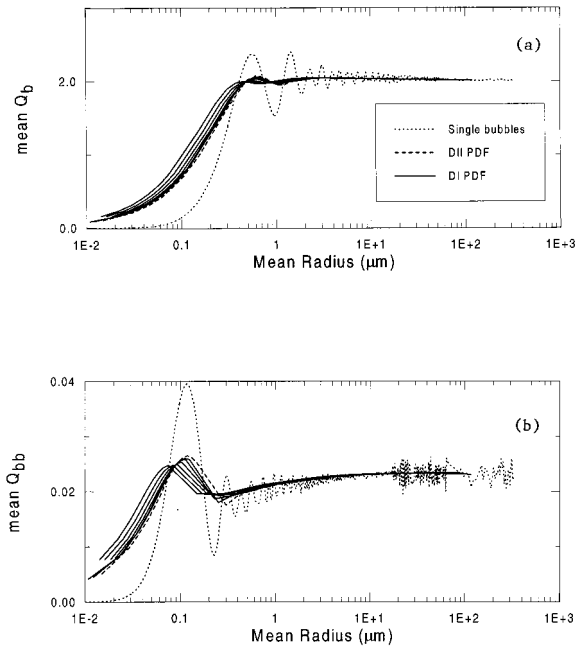 (a)
2.0
0.0
mean Qb
Single bubbles
DII PDF
DI PDF
1E-2 0.1 1 1E+1 1E+2 1E+3
Mean Radius (μm)
0.04
(b)
0.02
0.00
mean Qbb
1E-2 0.1 1 1E+1 1E+2 1E+3
Mean Radius (μm)